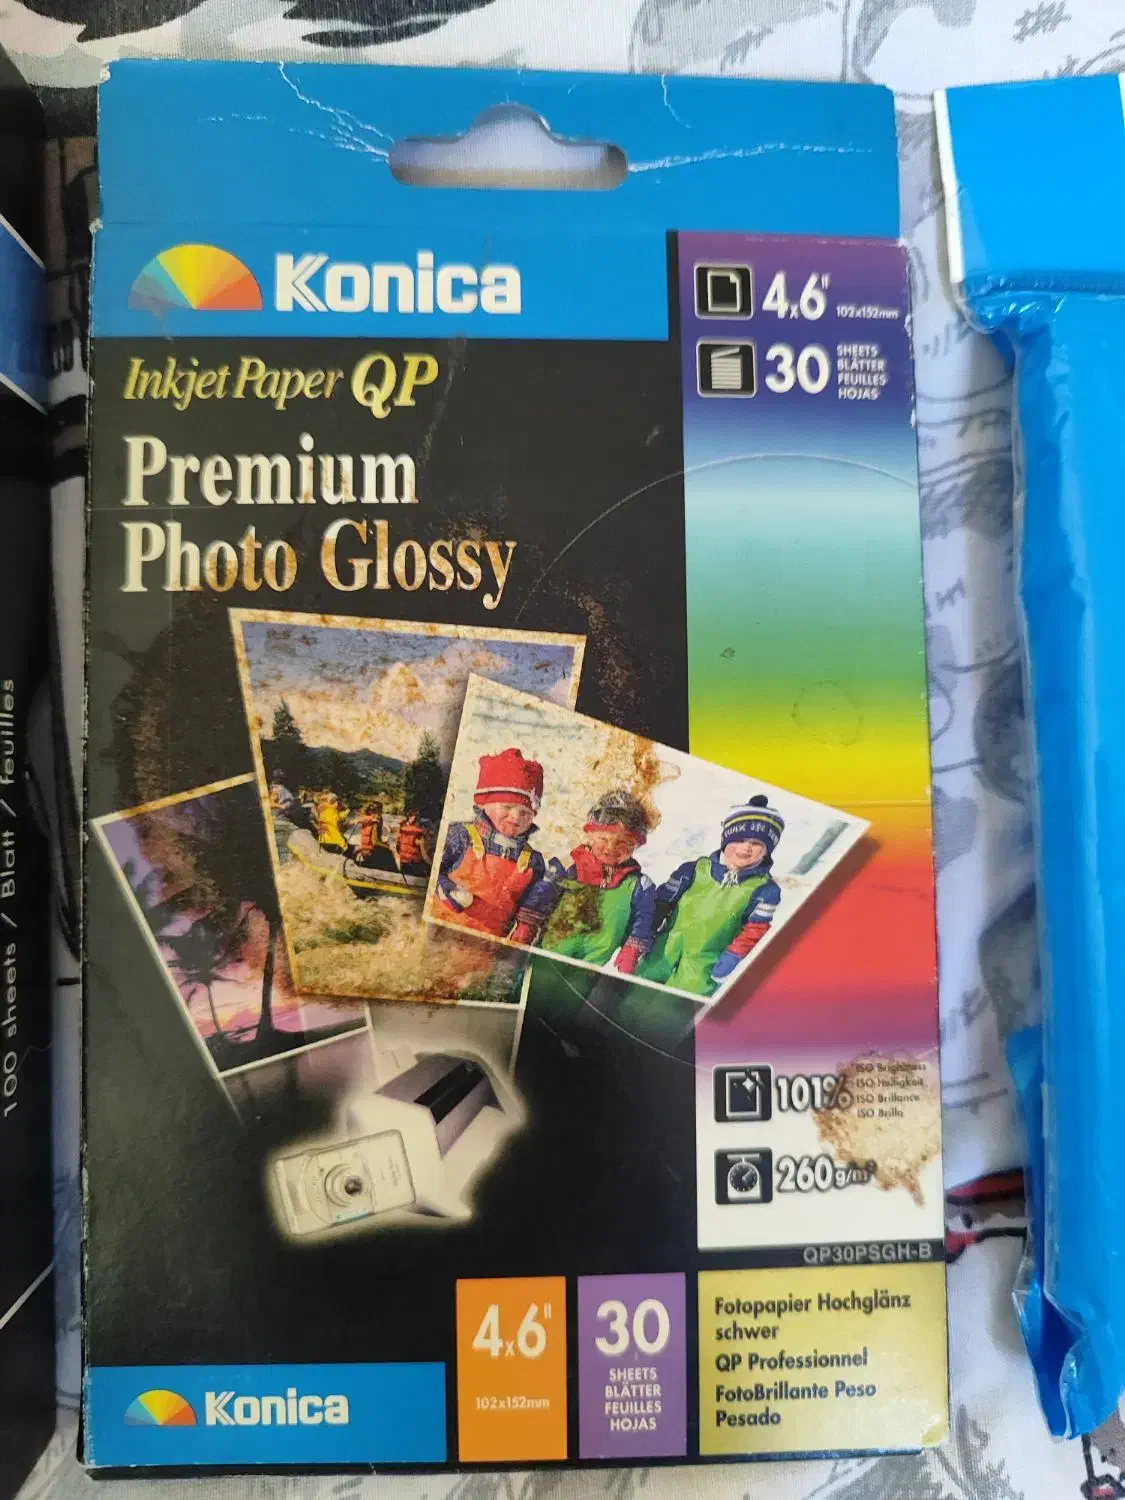 Konica
4x6"
102x152mm
30
SHEETS
BLÄTTER
FEUILLES
HOJAS
Inkjet Paper QP
Premium
Photo Glossy
101%
ISO Brightness
ISO Helligkeit
ISO Brillance
ISO Brillo
260g/m²
QP30PSGH-B
4x6"
102x152mm
30
SHEETS
BLÄTTER
FEUILLES
HOJAS
Fotopapier Hochglänz
schwer
QP Professionnel
FotoBrillante Peso
Pesado
Konica
100 sheets / Blatt / feuilles